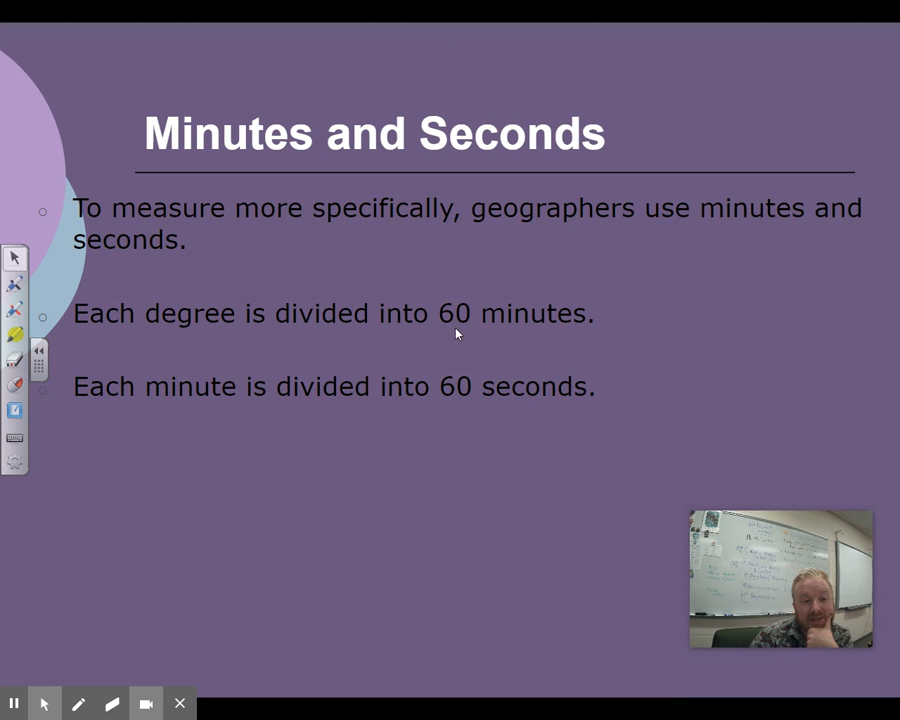 Minutes and Seconds
To measure more specifically, geographers use minutes and
seconds.
Each degree is divided into 60 minutes.
Each minute is divided into 60 seconds.